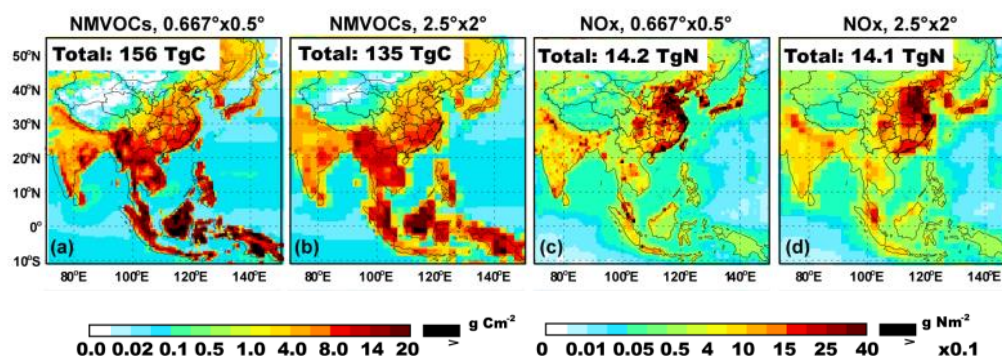 NMVOCs, 0.667°x0.5°
NMVOCs, 2.5°x2°
NOx, 0.667°x0.5°
NOx, 2.5°x2°
Total: 156 TgC
Total: 135 TgC
Total: 14.2 TgN
Total: 14.1 TgN
50°N
40°N
30°N
20°N
10°N
0°
10°S
(a)
(b)
(c)
(d)
80°E 100°E 120°E 140°E
80°E 100°E 120°E 140°E
80°E 100°E 120°E 140°E
80°E 100°E 120°E 140°E
g Cm⁻²
0.0 0.02 0.1 0.5 1.0 4.0 8.0 14 20 >
g Nm⁻²
0 0.01 0.05 0.5 4 10 15 25 40 > x0.1